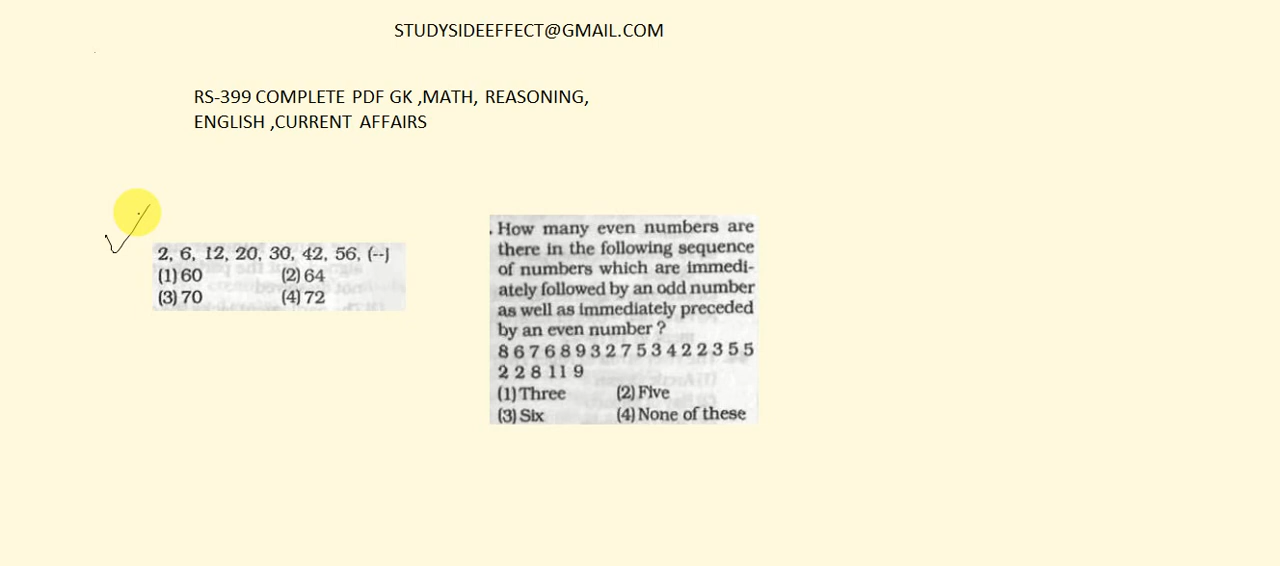 STUDYSIDEEFFECT@GMAIL.COM
RS-399 COMPLETE PDF GK ,MATH, REASONING,
ENGLISH ,CURRENT AFFAIRS
2, 6, 12, 20, 30, 42, 56, (--)
(1) 60 (2) 64
(3) 70 (4) 72
. How many even numbers are
there in the following sequence
of numbers which are immedi-
ately followed by an odd number
as well as immediately preceded
by an even number ?
8 6 7 6 8 9 3 2 7 5 3 4 2 2 3 5 5
2 2 8 11 9
(1) Three (2) Five
(3) Six (4) None of these